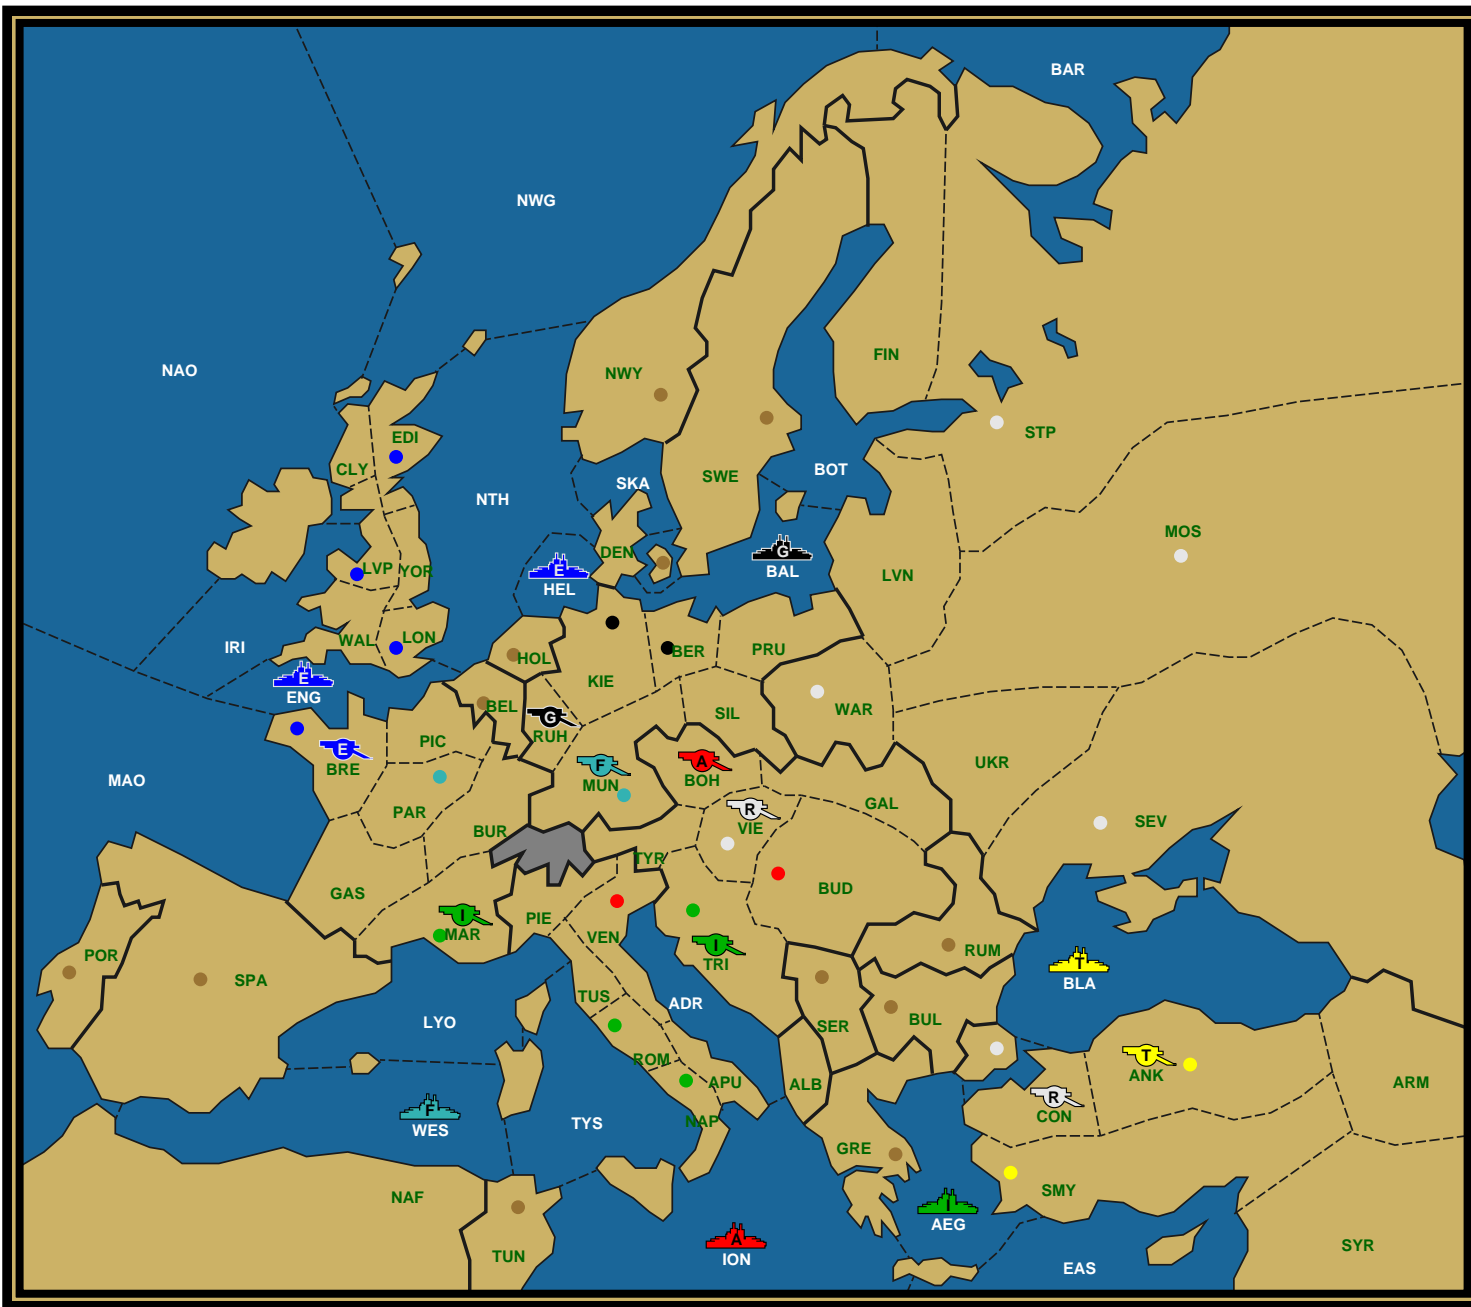 BAR
NWG
NAO
FIN
NWY
STP
EDI
CLY
SWE
BOT
SKA
NTH
MOS
DEN
G
BAL
LVN
E
HEL
LVP
YOR
IRI
WAL
LON
HOL
BER
PRU
E
ENG
KIE
BEL
G
RUH
SIL
WAR
PIC
E
BRE
MAO
F
MUN
A
BOH
UKR
PAR
R
VIE
GAL
SEV
BUR
TYR
GAS
BUD
I
MAR
PIE
VEN
I
TRI
POR
SPA
RUM
T
BLA
TUS
ADR
LYO
SER
BUL
ROM
APU
ALB
T
ANK
ARM
R
CON
F
WES
TYS
NAP
GRE
NAF
SMY
I
AEG
A
ION
TUN
SYR
EAS